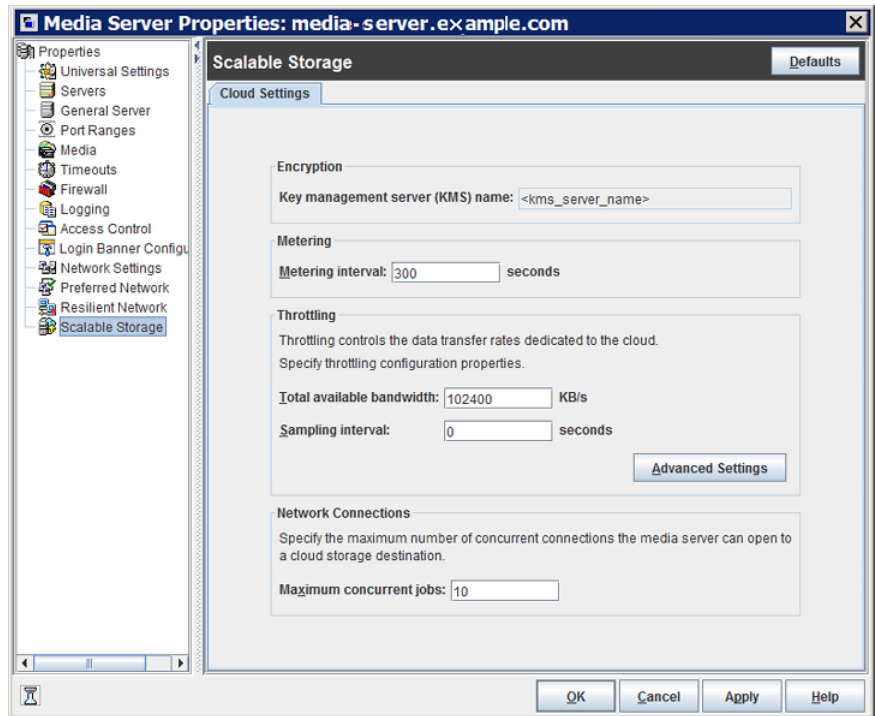 Media Server Properties: media-server.example.com
Properties
Universal Settings
Servers
General Server
Port Ranges
Media
Timeouts
Firewall
Logging
Access Control
Login Banner Configu
Network Settings
Preferred Network
Resilient Network
Scalable Storage
Scalable Storage
Defaults
Cloud Settings
Encryption
Key management server (KMS) name: <kms_server_name>
Metering
Metering interval: 300 seconds
Throttling
Throttling controls the data transfer rates dedicated to the cloud.
Specify throttling configuration properties.
Total available bandwidth: 102400 KB/s
Sampling interval: 0 seconds
Advanced Settings
Network Connections
Specify the maximum number of concurrent connections the media server can open to
a cloud storage destination.
Maximum concurrent jobs: 10
OK Cancel Apply Help